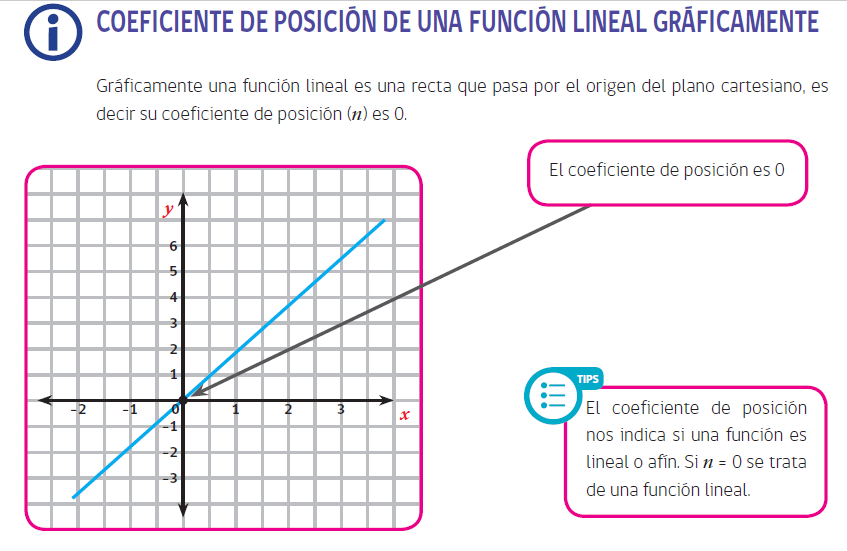 i
COEFICIENTE DE POSICIÓN DE UNA FUNCIÓN LINEAL GRÁFICAMENTE
Gráficamente una función lineal es una recta que pasa por el origen del plano cartesiano, es
decir su coeficiente de posición (n) es 0.
El coeficiente de posición es 0
y
6
5
4
3
2
1
−2 −1 0 1 2 3
x
−1
−2
−3
TIPS
El coeficiente de posición
nos indica si una función es
lineal o afín. Si n = 0 se trata
de una función lineal.